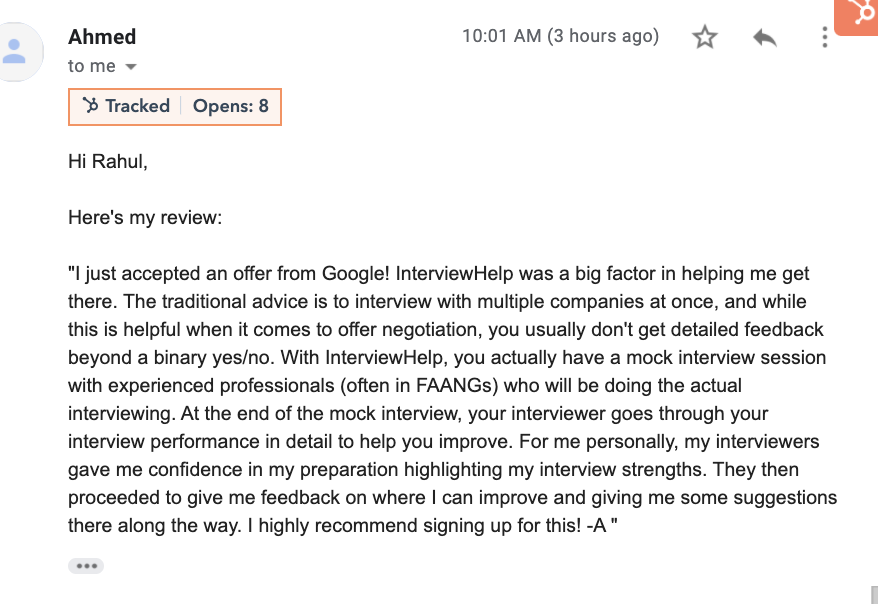 Ahmed
10:01 AM (3 hours ago)
to me
Tracked
Opens: 8
Hi Rahul,
Here's my review:
"I just accepted an offer from Google! InterviewHelp was a big factor in helping me get
there. The traditional advice is to interview with multiple companies at once, and while
this is helpful when it comes to offer negotiation, you usually don't get detailed feedback
beyond a binary yes/no. With InterviewHelp, you actually have a mock interview session
with experienced professionals (often in FAANGs) who will be doing the actual
interviewing. At the end of the mock interview, your interviewer goes through your
interview performance in detail to help you improve. For me personally, my interviewers
gave me confidence in my preparation highlighting my interview strengths. They then
proceeded to give me feedback on where I can improve and giving me some suggestions
there along the way. I highly recommend signing up for this! -A "